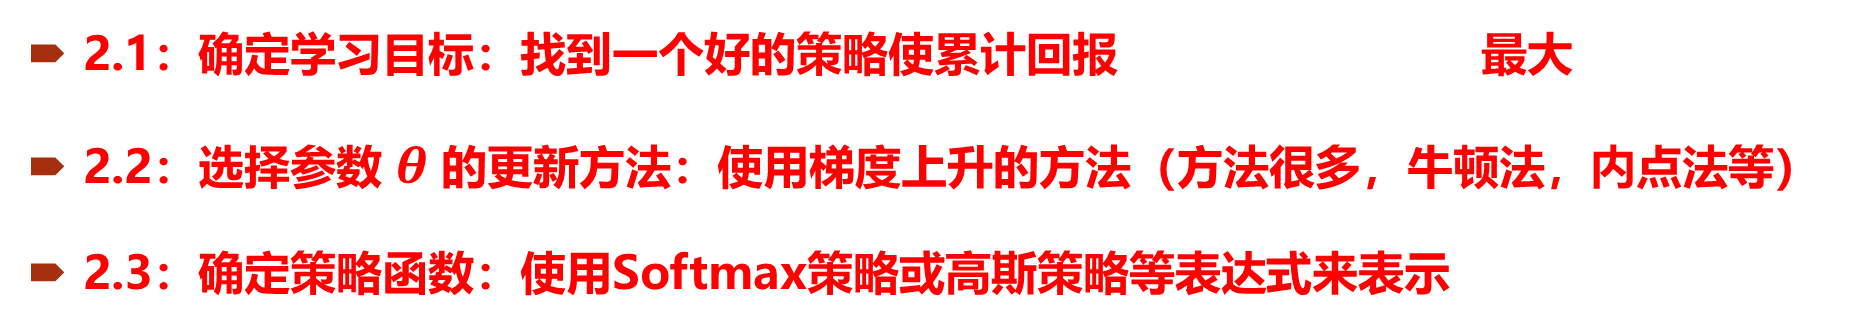 2.1：确定学习目标：找到一个好的策略使累计回报 最大
2.2：选择参数 θ 的更新方法：使用梯度上升的方法（方法很多，牛顿法，内点法等）
2.3：确定策略函数：使用Softmax策略或高斯策略等表达式来表示